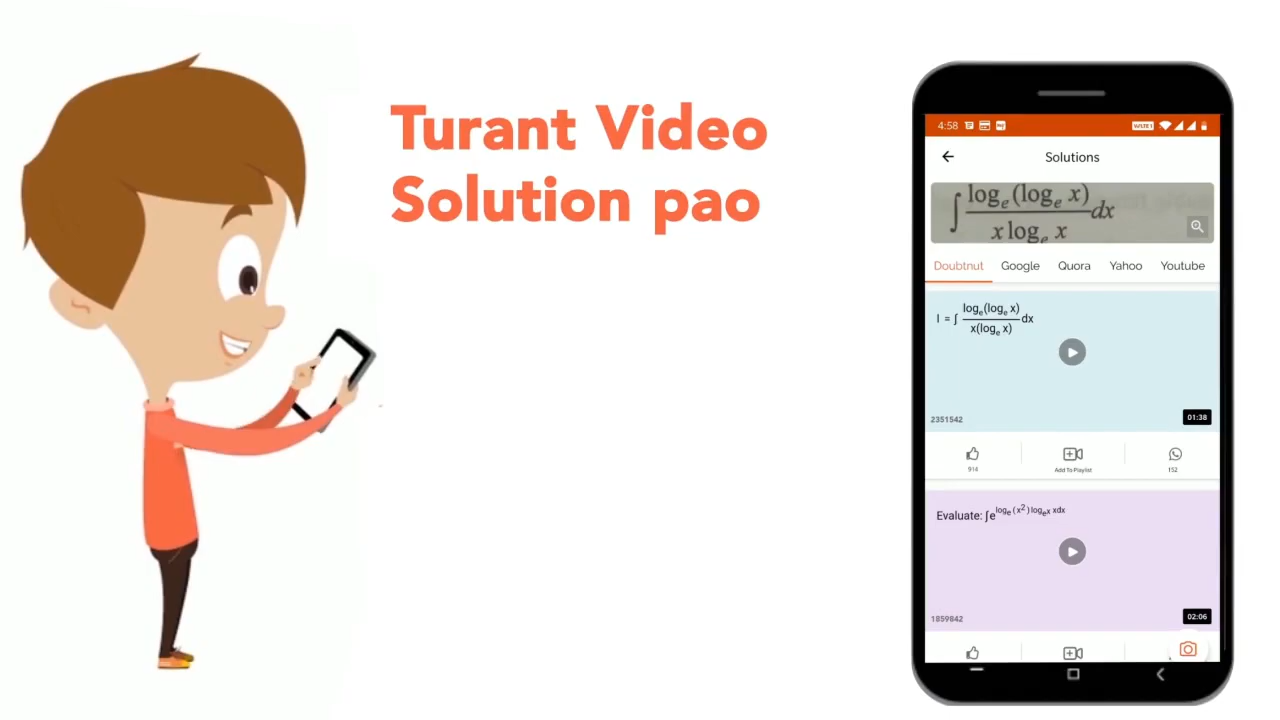 Turant Video
Solution pao
4:58
VoLTE1
Solutions
∫ logₑ(logₑ x) / x logₑ x dx
Doubtnut Google Quora Yahoo Youtube
I = ∫ logₑ(logₑ x) / x(logₑ x) dx
2351542 01:38
914 Add To Playlist 152
Evaluate: ∫e^logₑ(x²)logₑx xdx
1859842 02:06